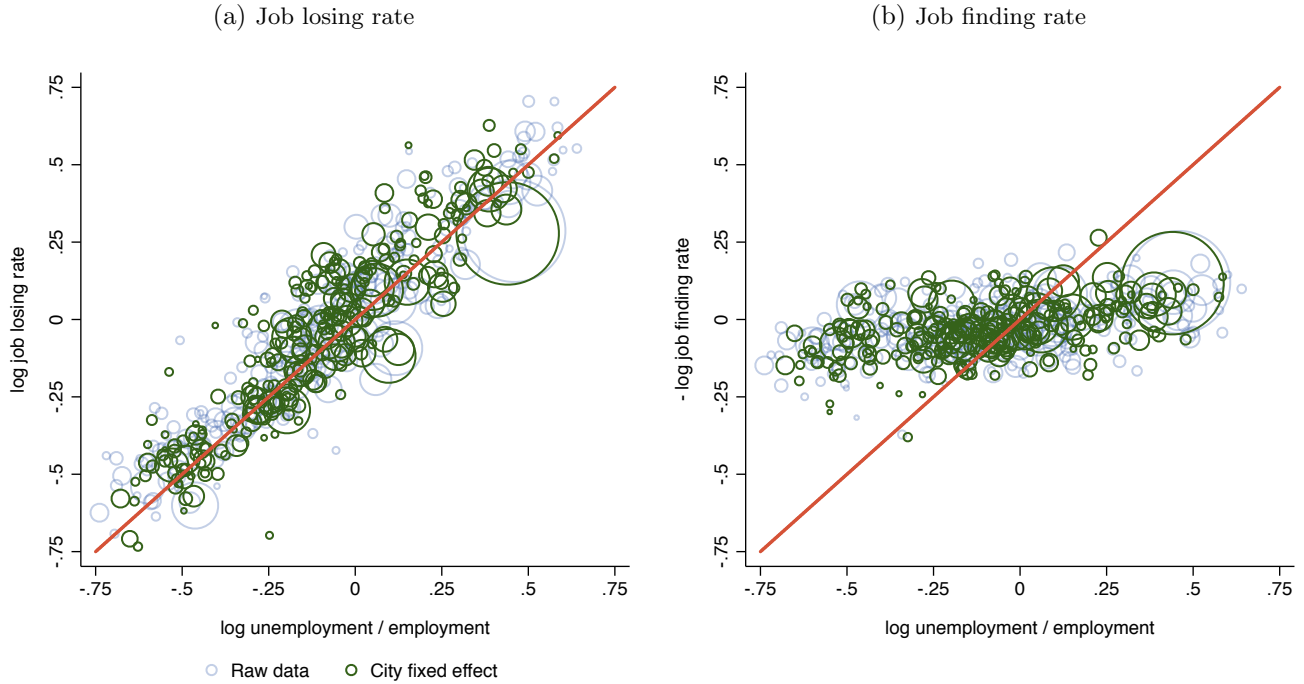 (a) Job losing rate
(b) Job finding rate
log job losing rate
.75
.5
.25
0
-.25
-.5
-.75
-.75 -.5 -.25 0 .25 .5 .75
log unemployment / employment
- log job finding rate
.75
.5
.25
0
-.25
-.5
-.75
-.75 -.5 -.25 0 .25 .5 .75
log unemployment / employment
Raw data City fixed effect